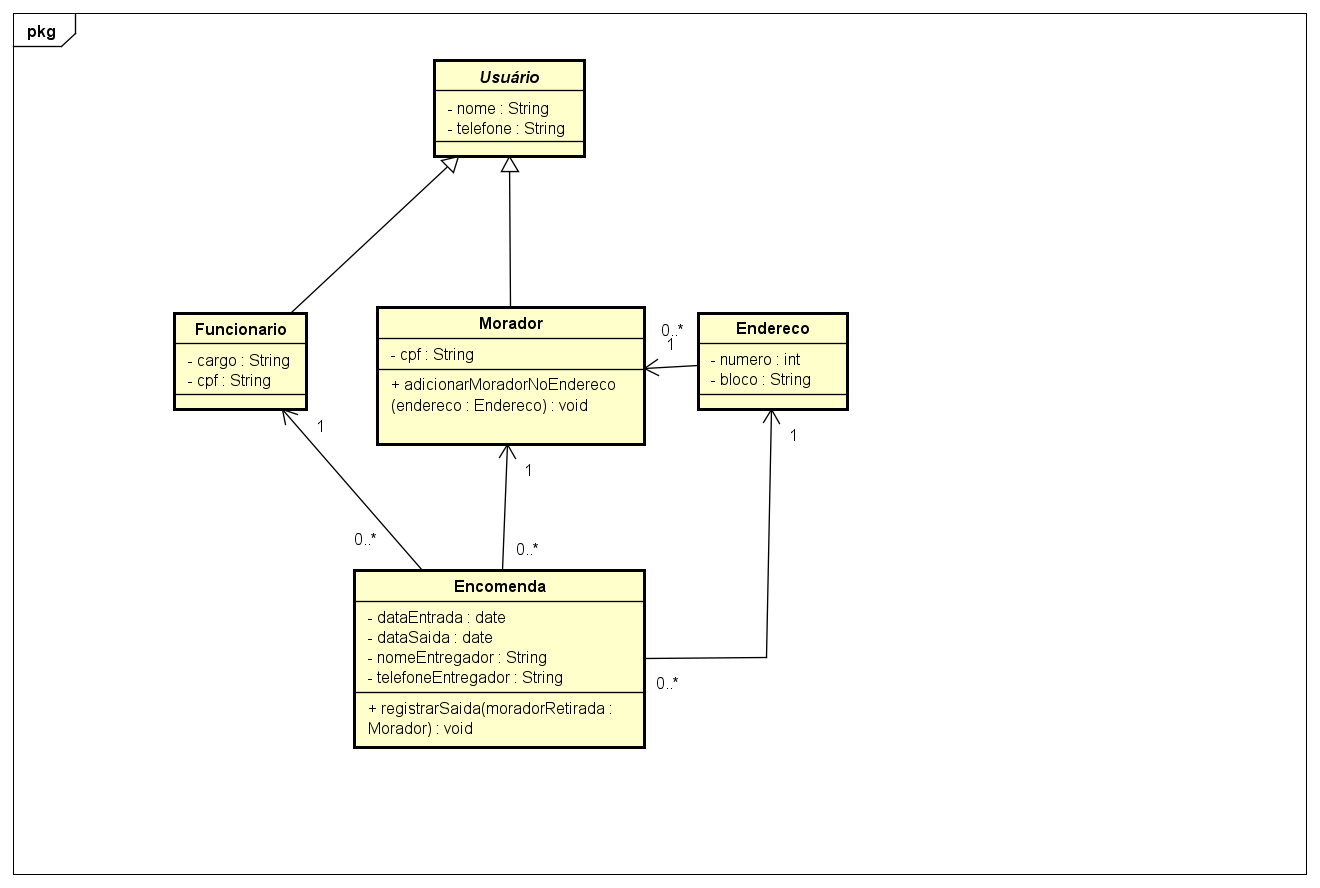 pkg
Usuário
- nome : String
- telefone : String
Funcionario
- cargo : String
- cpf : String
Morador
- cpf : String
+ adicionarMoradorNoEndereco
(endereco : Endereco) : void
0..*
1
Endereco
- numero : int
- bloco : String
1
1
1
0..*
0..*
Encomenda
- dataEntrada : date
- dataSaida : date
- nomeEntregador : String
- telefoneEntregador : String
+ registrarSaida(moradorRetirada :
Morador) : void
0..*